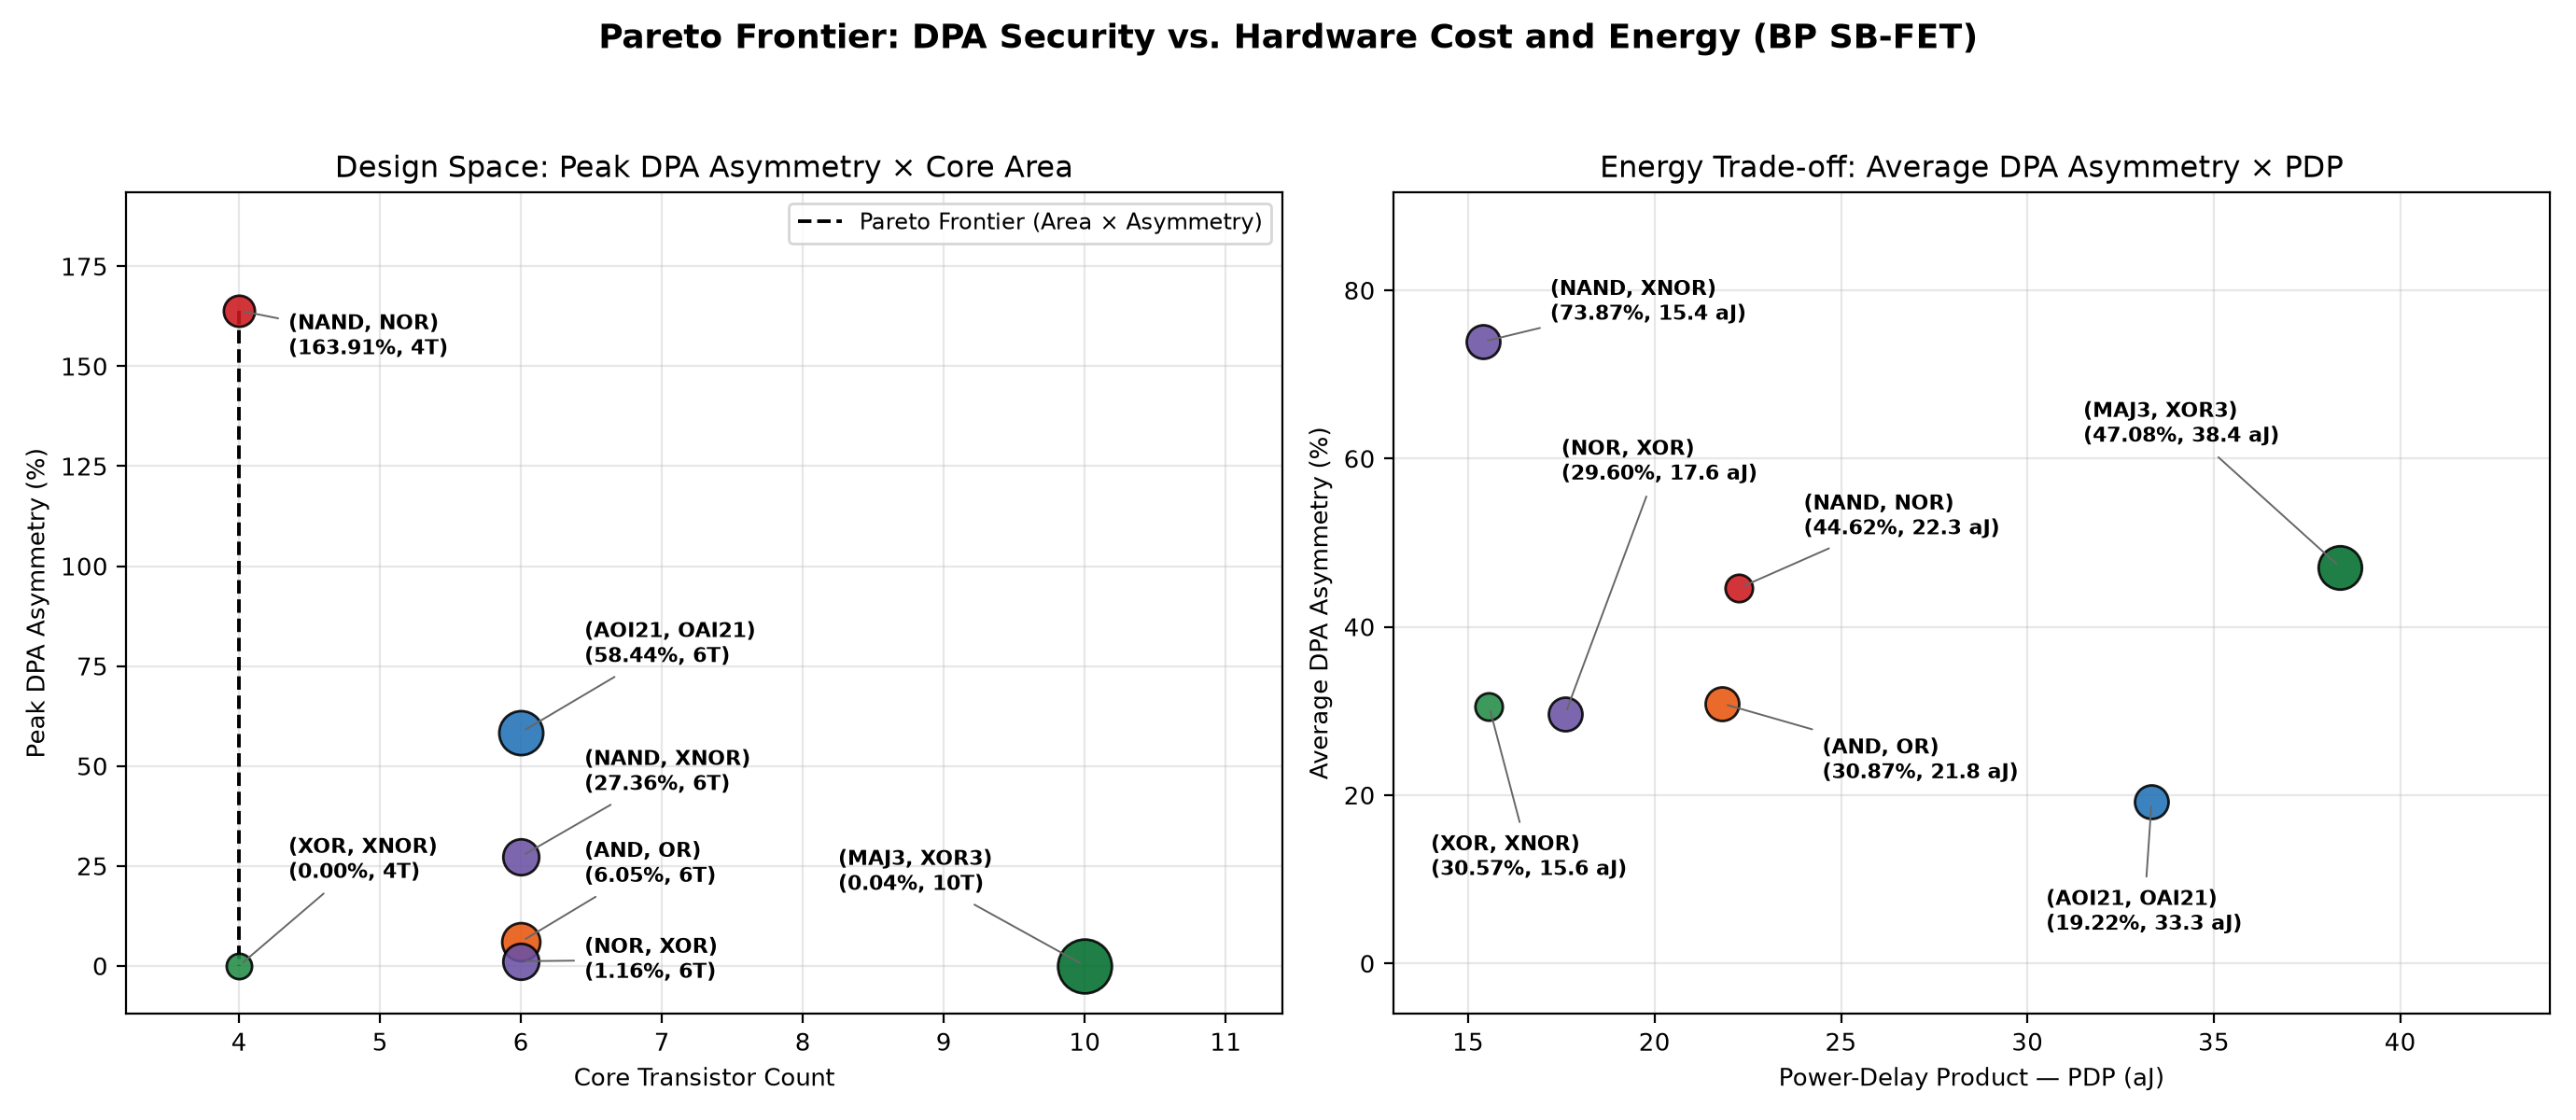 Pareto Frontier: DPA Security vs. Hardware Cost and Energy (BP SB-FET)
Design Space: Peak DPA Asymmetry × Core Area
Pareto Frontier (Area × Asymmetry)
Peak DPA Asymmetry (%)
175
150
125
100
75
50
25
0
(NAND, NOR)
(163.91%, 4T)
(AOI21, OAI21)
(58.44%, 6T)
(NAND, XNOR)
(27.36%, 6T)
(XOR, XNOR)
(0.00%, 4T)
(AND, OR)
(6.05%, 6T)
(MAJ3, XOR3)
(0.04%, 10T)
(NOR, XOR)
(1.16%, 6T)
4 5 6 7 8 9 10 11
Core Transistor Count
Energy Trade-off: Average DPA Asymmetry × PDP
Average DPA Asymmetry (%)
80
60
40
20
0
(NAND, XNOR)
(73.87%, 15.4 aJ)
(MAJ3, XOR3)
(47.08%, 38.4 aJ)
(NOR, XOR)
(29.60%, 17.6 aJ)
(NAND, NOR)
(44.62%, 22.3 aJ)
(AND, OR)
(30.87%, 21.8 aJ)
(XOR, XNOR)
(30.57%, 15.6 aJ)
(AOI21, OAI21)
(19.22%, 33.3 aJ)
15 20 25 30 35 40
Power-Delay Product — PDP (aJ)